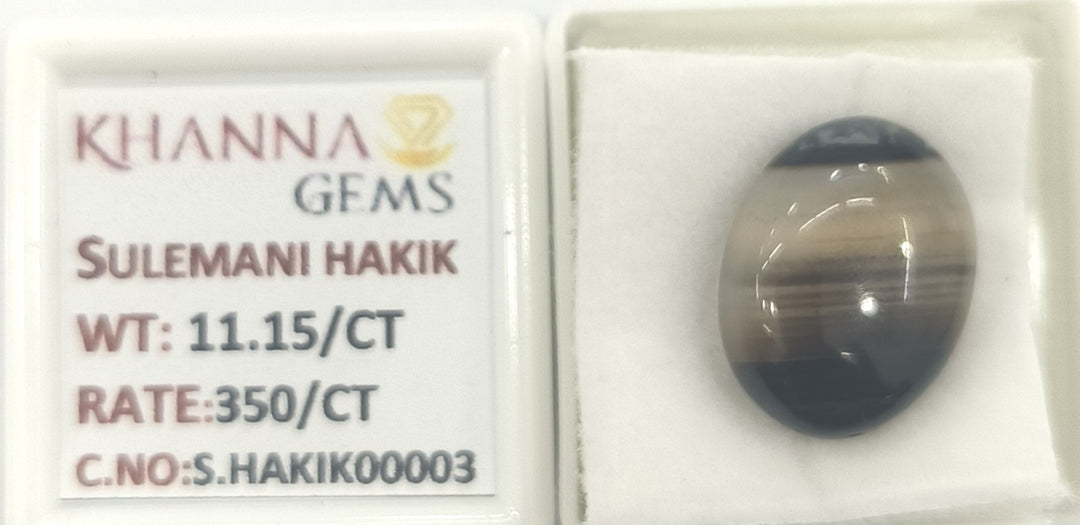 KHANNA
GEMS
SULEMANI HAKIK
WT: 11.15/CT
RATE:350/CT
C.NO:S.HAKIK00003